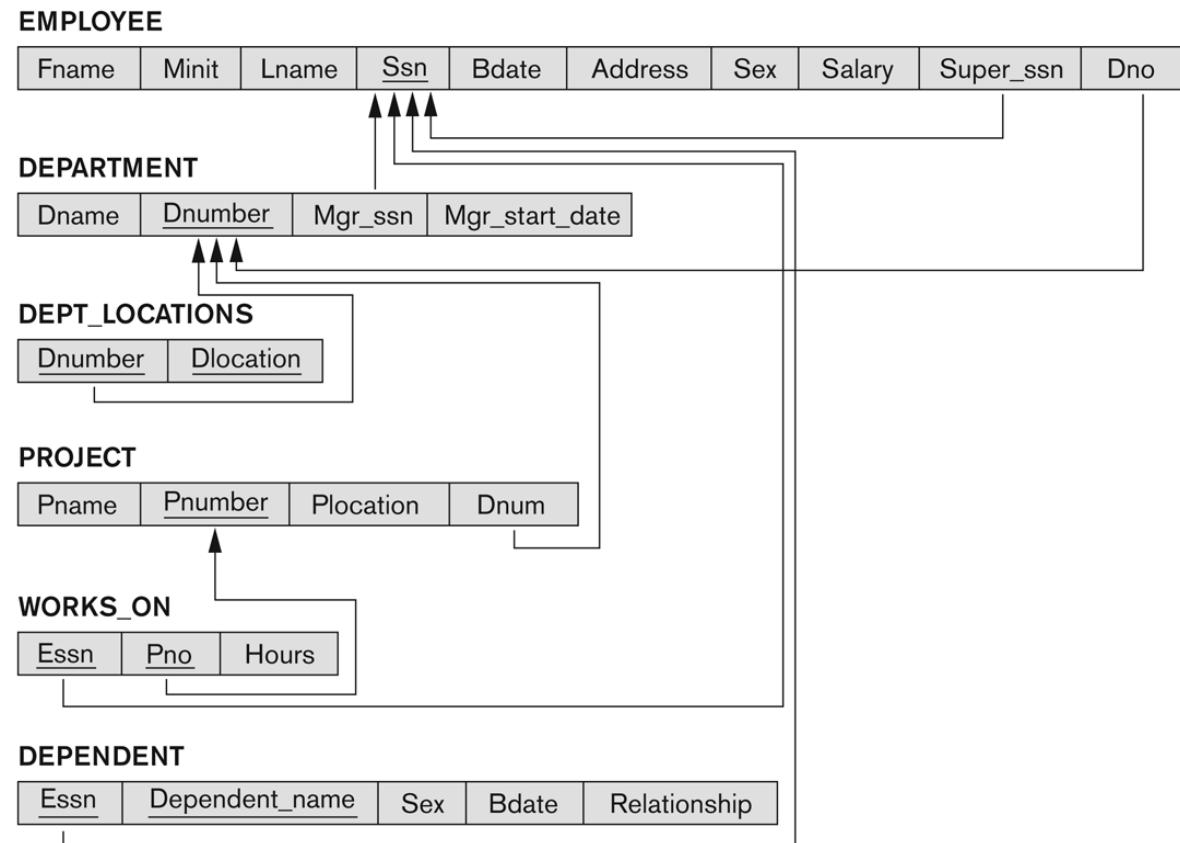 EMPLOYEE
Fname Minit Lname Ssn Bdate Address Sex Salary Super_ssn Dno
DEPARTMENT
Dname Dnumber Mgr_ssn Mgr_start_date
DEPT_LOCATIONS
Dnumber Dlocation
PROJECT
Pname Pnumber Plocation Dnum
WORKS_ON
Essn Pno Hours
DEPENDENT
Essn Dependent_name Sex Bdate Relationship